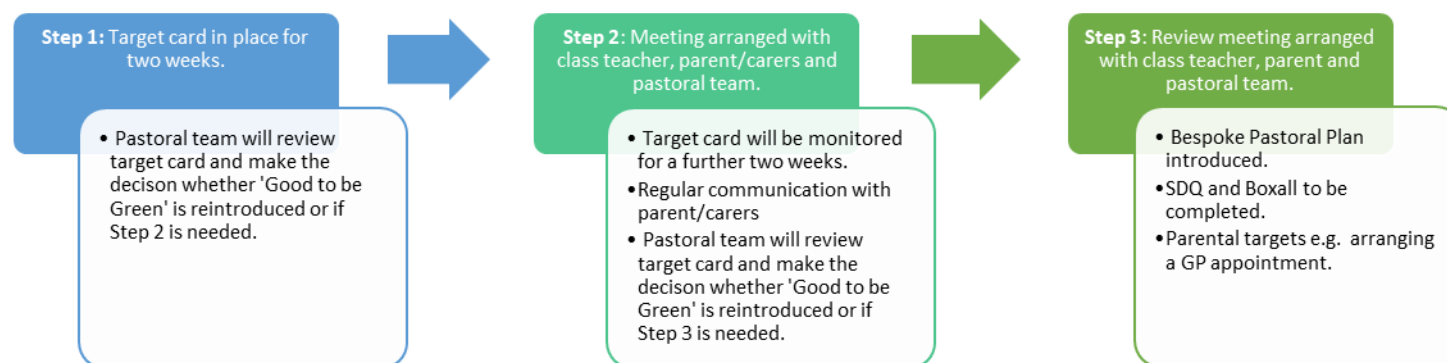 Step 1: Target card in place for
two weeks.
• Pastoral team will review
target card and make the
decison whether 'Good to be
Green' is reintroduced or if
Step 2 is needed.
Step 2: Meeting arranged with
class teacher, parent/carers and
pastoral team.
• Target card will be monitored
for a further two weeks.
•Regular communication with
parent/carers
• Pastoral team will review
target card and make the
decison whether 'Good to be
Green' is reintroduced or if
Step 3 is needed.
Step 3: Review meeting arranged
with class teacher, parent and
pastoral team.
• Bespoke Pastoral Plan
introduced.
•SDQ and Boxall to be
completed.
•Parental targets e.g. arranging
a GP appointment.